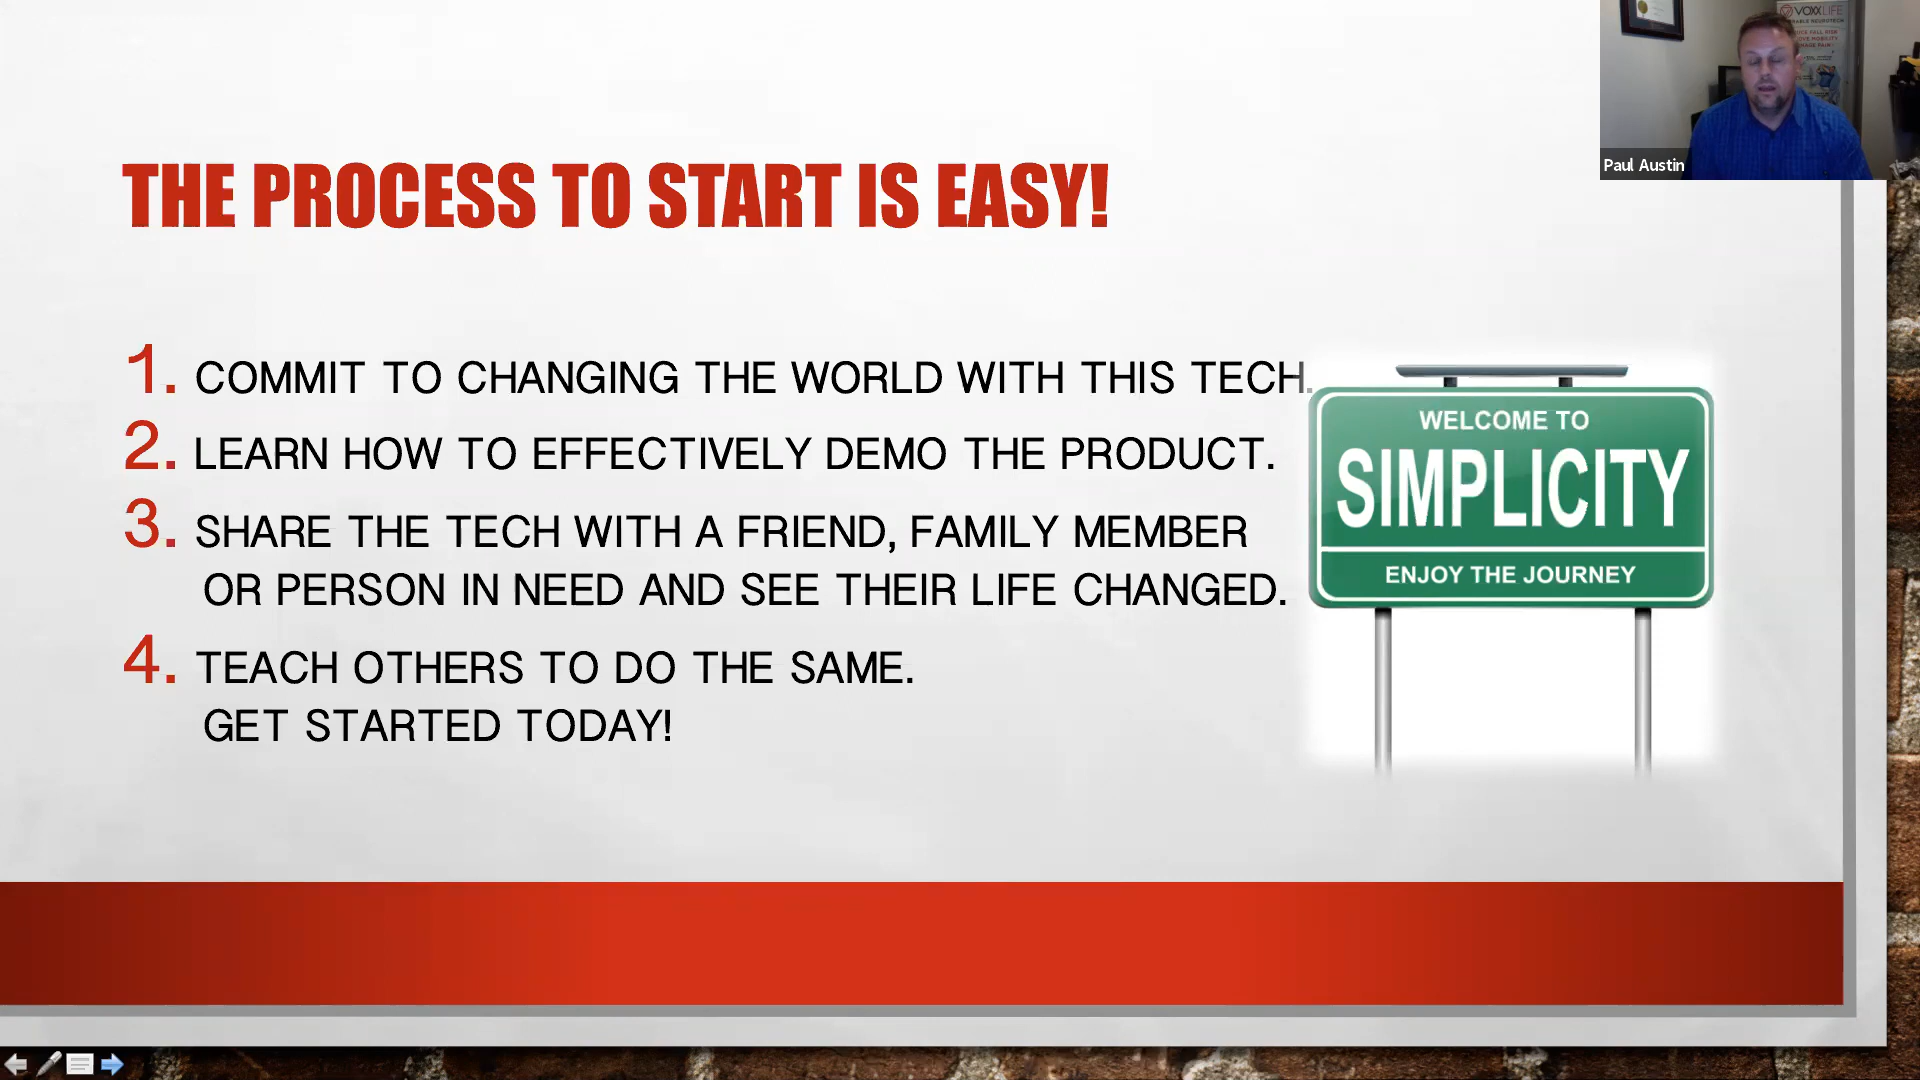 THE PROCESS TO START IS EASY!
1. COMMIT TO CHANGING THE WORLD WITH THIS TECH.
2. LEARN HOW TO EFFECTIVELY DEMO THE PRODUCT.
3. SHARE THE TECH WITH A FRIEND, FAMILY MEMBER
OR PERSON IN NEED AND SEE THEIR LIFE CHANGED.
4. TEACH OTHERS TO DO THE SAME.
GET STARTED TODAY!
WELCOME TO
SIMPLICITY
ENJOY THE JOURNEY
VOXXLIFE
Paul Austin